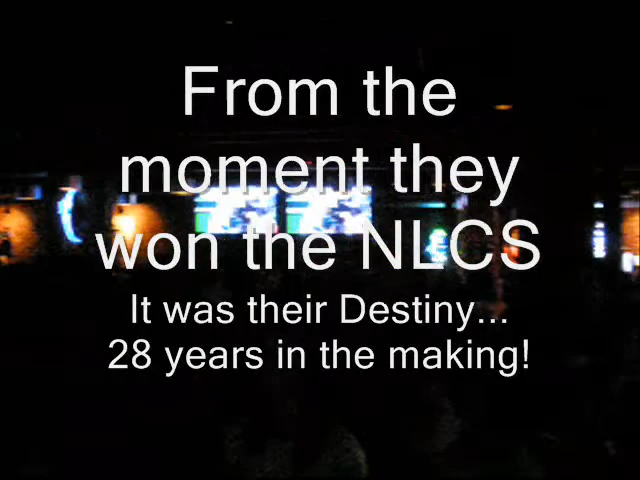 From the
moment they
won the NLCS
It was their Destiny...
28 years in the making!